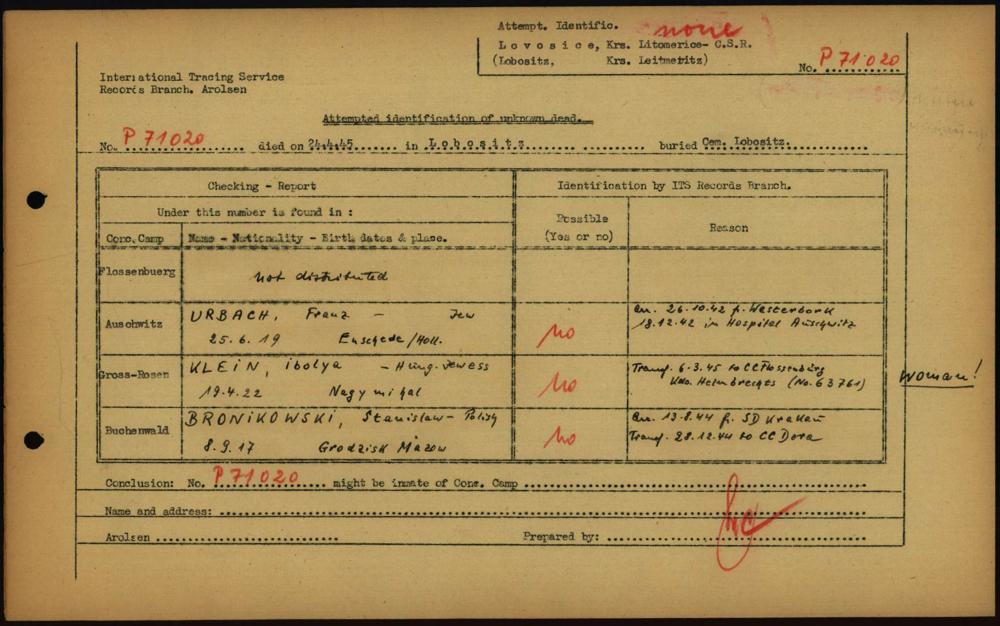 Attempt. Identific. none
Lovosice, Krs. Litomerice- C.S.R.
(Lobositz, Krs. Leitmeritz)
No. P 71020
International Tracing Service
Records Branch. Arolsen
Attempted identification of unknown dead.
No. P 71020 died on 24.4.45 in Lobositz buried Cem. Lobositz.
Checking - Report
Identification by ITS Records Branch.
Under this number is found in :
Possible
(Yes or no)
Reason
Conc. Camp
Name - Nationality - Birth dates & place.
Flossenbuerg
not distributed
Auschwitz
URBACH, Franz - Jew
25.6.19 Enschede/Holl.
no
arr. 26.10.42 f. Westerbork
18.12.42 in Hospital Auschwitz
Gross-Rosen
KLEIN, ibolya - Hung. Jewess
19.4.22 Nagymihal
no
Transf. 6.3.45 to CC Flossenbürg
Kdo. Helmbrechts (No. 63761)
woman!
Buchenwald
BRONIKOWSKI, Stanislaw - Polish
8.9.17 Grodzisk Mazow
no
arr. 13.8.44 f. SD Krakau
Transf. 28.12.44 to CC Dora
Conclusion: No. P 71020 might be inmate of Conc. Camp
Name and address:
Arolsen
Prepared by: